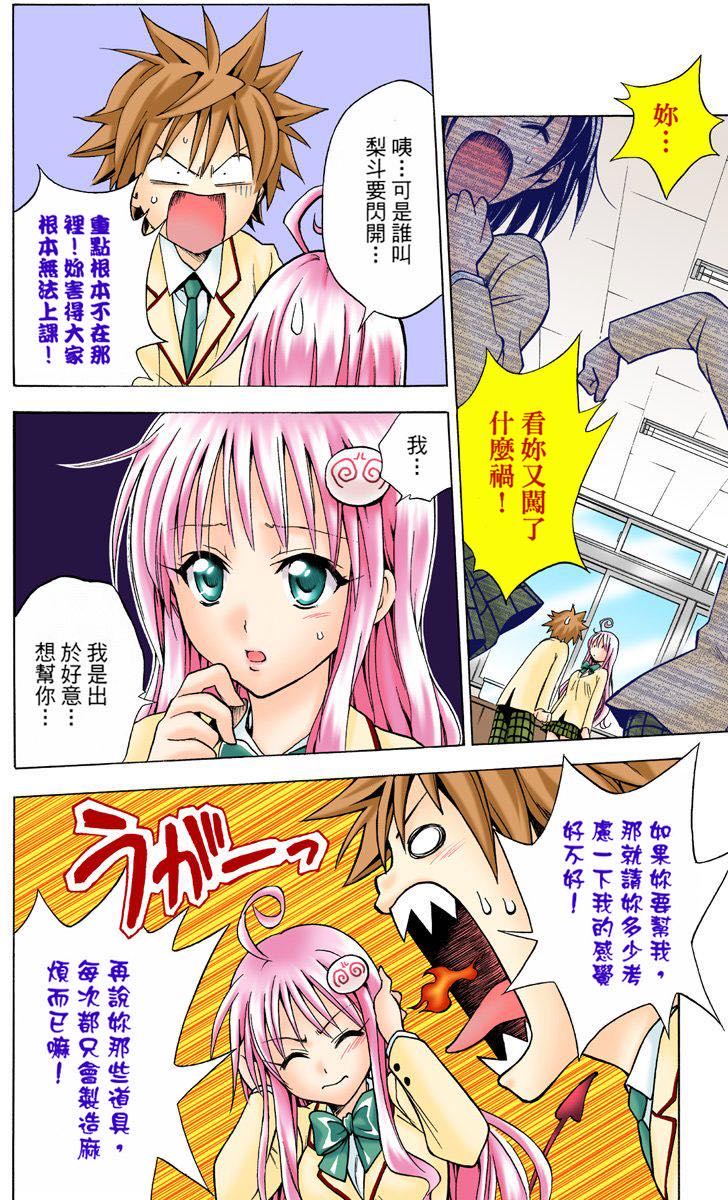 妳…
看妳又闖了
什麼禍！
咦…可是誰叫
梨斗要閃開…
重點根本不在那
裡！妳害得大家
根本無法上課！
我…
我是出
於好意…
想幫你…
如果妳要幫我，
那就請妳多少考
慮一下我的感覺
好不好！
うがーっ
再說妳那些道具，
每次都只會製造麻
煩而已嘛！